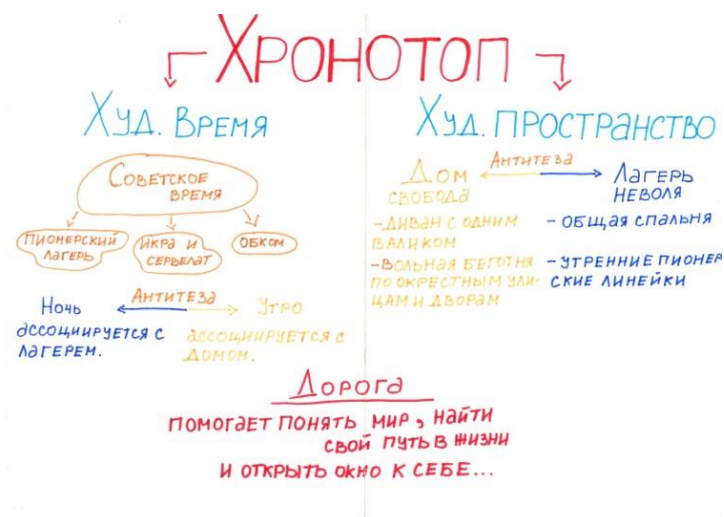 ХРОНОТОП
ХУД. ВРЕМЯ
СОВЕТСКОЕ
ВРЕМЯ
ПИОНЕРСКИЙ
ЛАГЕРЬ
ИКРА И
СЕРВЕЛАТ
ОБКОМ
НОЧЬ
АНТИТЕЗА
УТРО
АССОЦИИРУЕТСЯ С
ЛАГЕРЕМ.
АССОЦИИРУЕТСЯ С
ДОМОМ.
ХУД. ПРОСТРАНСТВО
ДОМ
СВОБОДА
АНТИТЕЗА
ЛАГЕРЬ
НЕВОЛЯ
-ДИВАН С ОДНИМ
ВАЛИКОМ
-ВОЛЬНАЯ БЕГОТНЯ
ПО ОКРЕСТНЫМ УЛИ-
ЦАМ И ДВОРАМ
- ОБЩАЯ СПАЛЬНЯ
- УТРЕННИЕ ПИОНЕР
СКИЕ ЛИНЕЙКИ
ДОРОГА
ПОМОГАЕТ ПОНЯТЬ МИР, НАЙТИ
СВОЙ ПУТЬ В ЖИЗНИ
И ОТКРЫТЬ ОКНО К СЕБЕ...